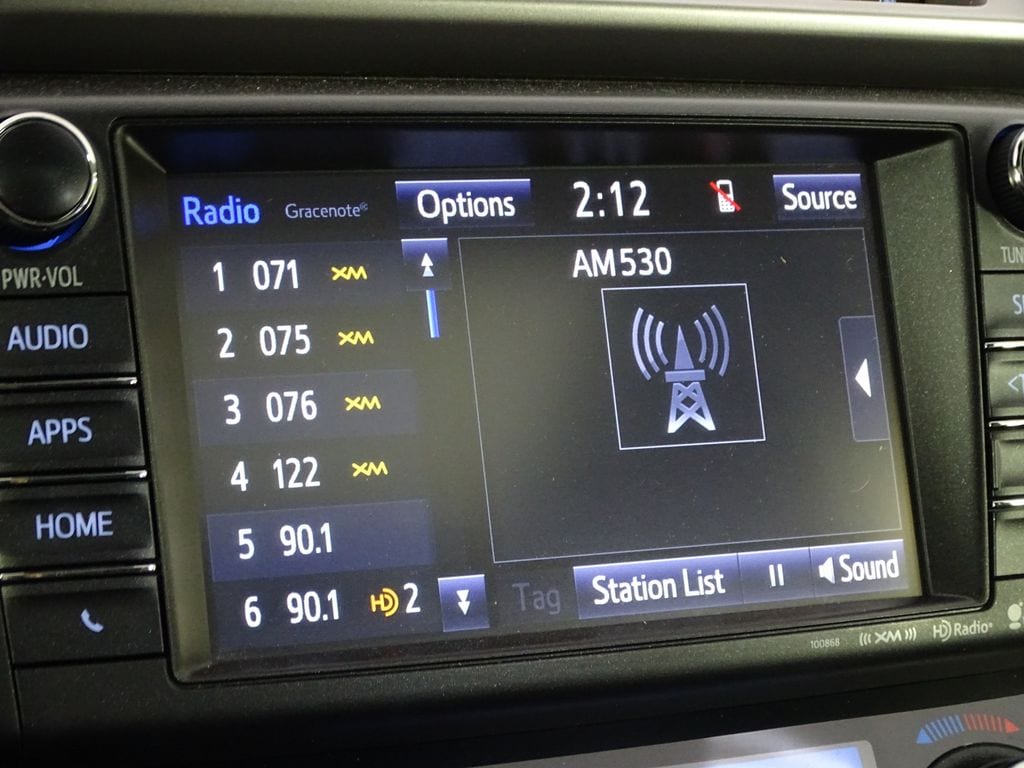 Radio Gracenote® Options 2:12 Source
AM530
1 071 XM
2 075 XM
3 076 XM
4 122 XM
5 90.1
6 90.1 HD 2
Tag Station List Sound
PWR·VOL
AUDIO
APPS
HOME
100868 ((XM)) HD Radio®